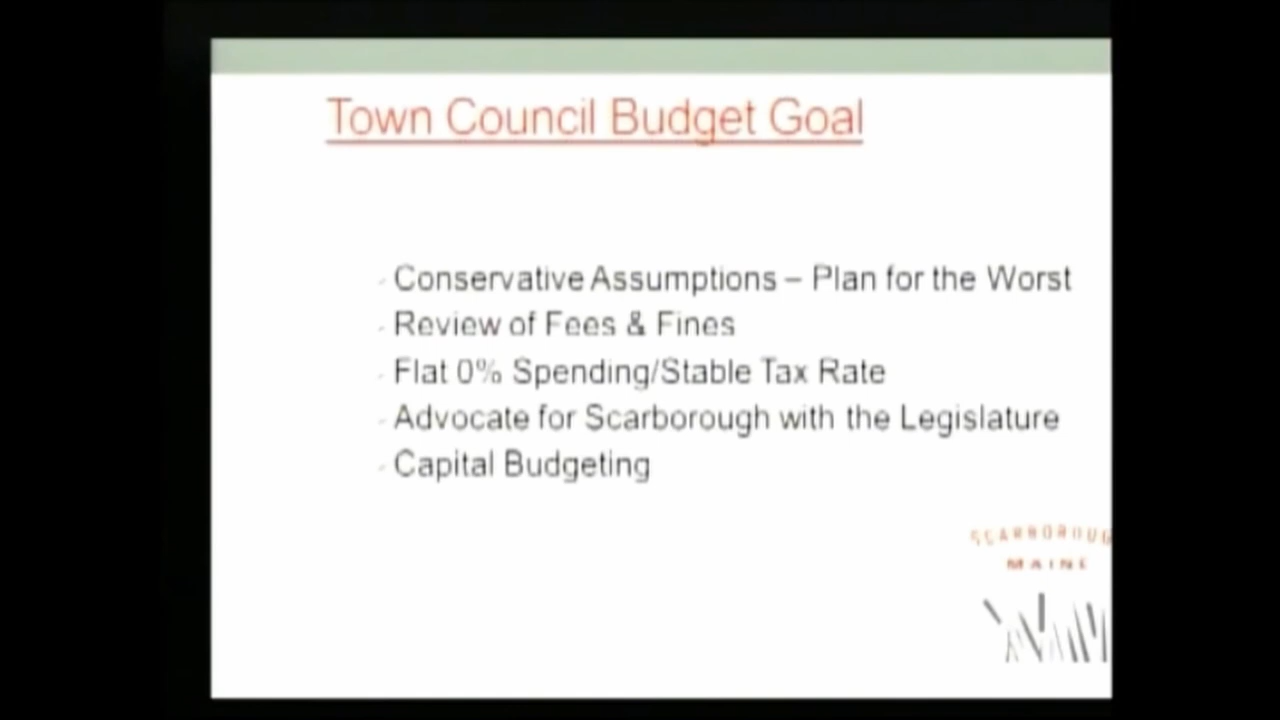 Town Council Budget Goal
- Conservative Assumptions – Plan for the Worst
- Review of Fees & Fines
- Flat 0% Spending/Stable Tax Rate
- Advocate for Scarborough with the Legislature
- Capital Budgeting
SCARBOROUG
MAINE